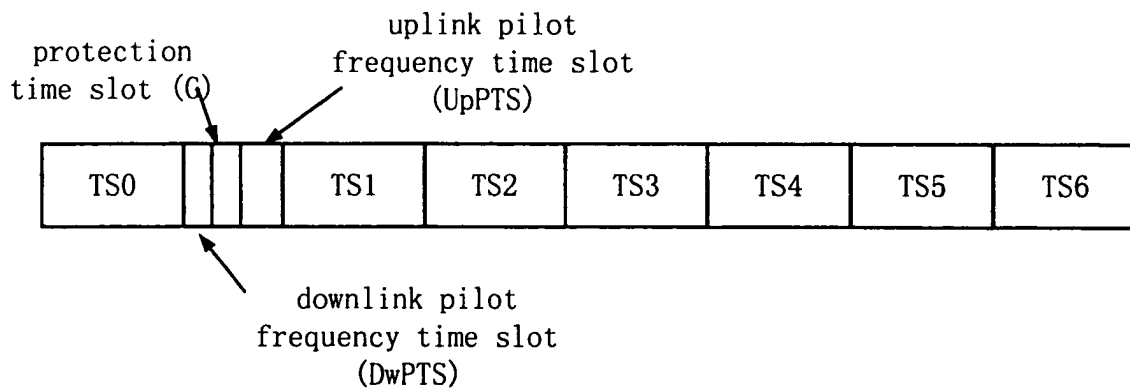 protection
time slot (G)
uplink pilot
frequency time slot
(UpPTS)
TS0
TS1
TS2
TS3
TS4
TS5
TS6
downlink pilot
frequency time slot
(DwPTS)